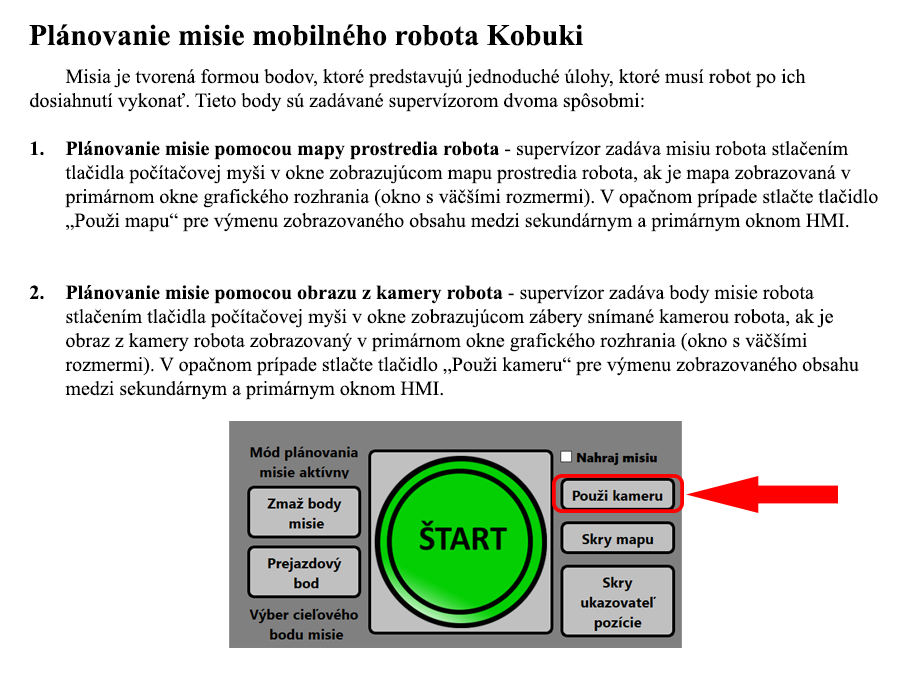 Plánovanie misie mobilného robota Kobuki
Misia je tvorená formou bodov, ktoré predstavujú jednoduché úlohy, ktoré musí robot po ich
dosiahnutí vykonať. Tieto body sú zadávané supervízorom dvoma spôsobmi:
1. Plánovanie misie pomocou mapy prostredia robota - supervízor zadáva misiu robota stlačením
tlačidla počítačovej myši v okne zobrazujúcom mapu prostredia robota, ak je mapa zobrazovaná v
primárnom okne grafického rozhrania (okno s väčšími rozmermi). V opačnom prípade stlačte tlačidlo
„Použi mapu“ pre výmenu zobrazovaného obsahu medzi sekundárnym a primárnym oknom HMI.
2. Plánovanie misie pomocou obrazu z kamery robota - supervízor zadáva body misie robota
stlačením tlačidla počítačovej myši v okne zobrazujúcom zábery snímané kamerou robota, ak je
obraz z kamery robota zobrazovaný v primárnom okne grafického rozhrania (okno s väčšími
rozmermi). V opačnom prípade stlačte tlačidlo „Použi kameru“ pre výmenu zobrazovaného obsahu
medzi sekundárnym a primárnym oknom HMI.
Mód plánovania
misie aktívny
Zmaž body
misie
Prejazdový
bod
Výber cieľového
bodu misie
ŠTART
Nahraj misiu
Použi kameru
Skry mapu
Skry
ukazovateľ
pozície